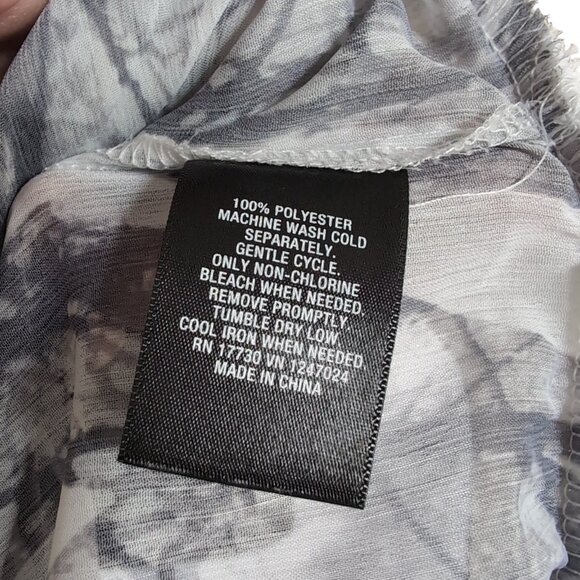 100% POLYESTER
MACHINE WASH COLD
SEPARATELY.
GENTLE CYCLE.
ONLY NON-CHLORINE
BLEACH WHEN NEEDED.
REMOVE PROMPTLY
TUMBLE DRY LOW
COOL IRON WHEN NEEDED
RN 17730 VN 1247024
MADE IN CHINA